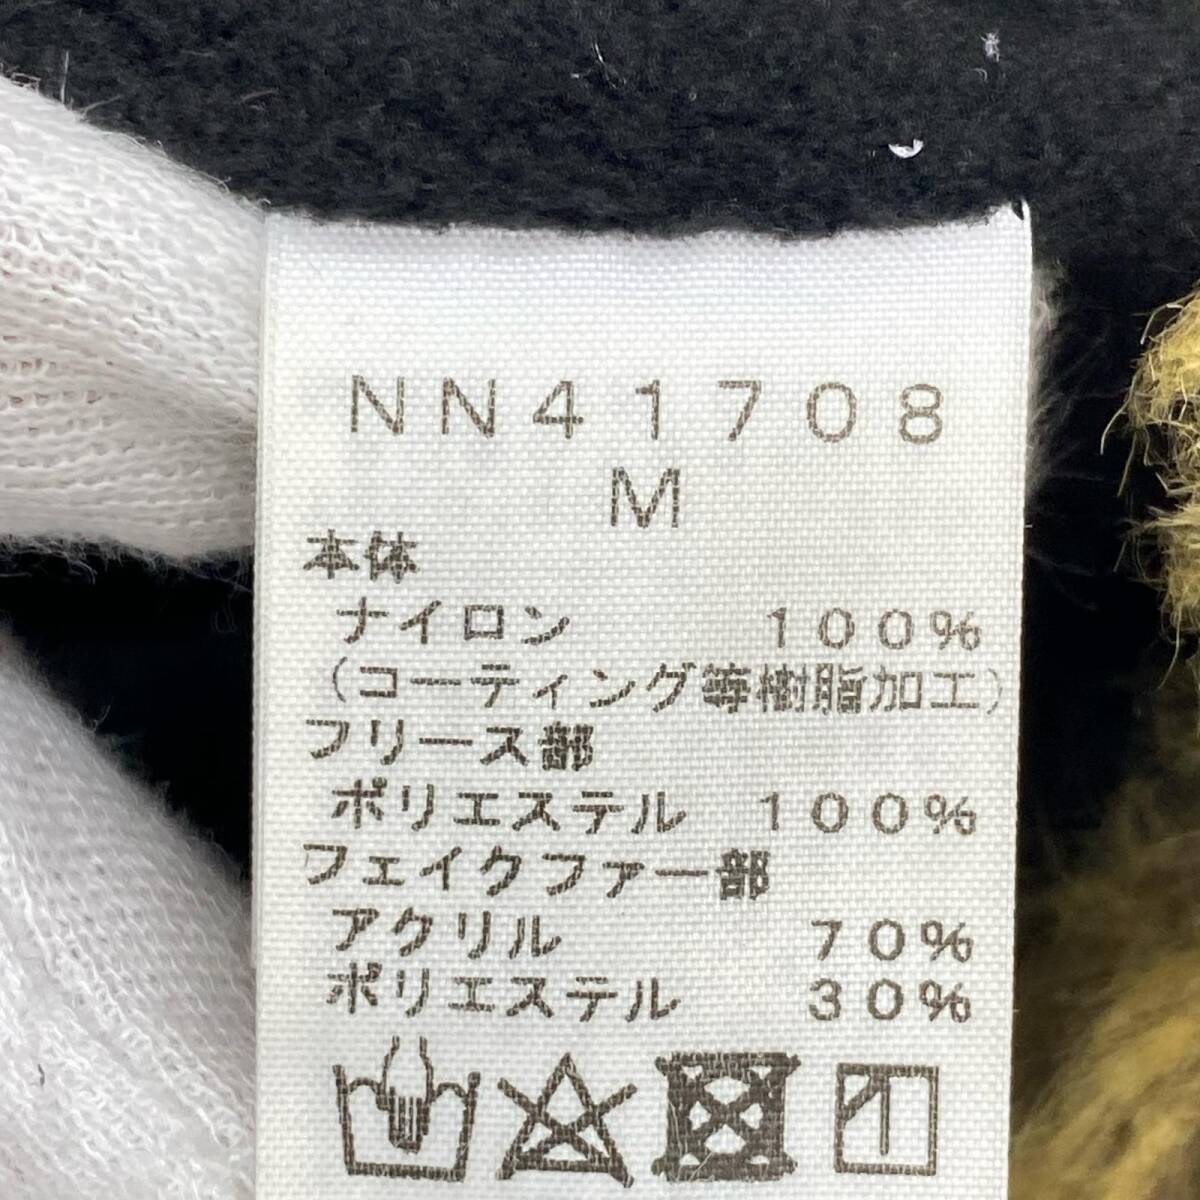 NN41708
M
本体
ナイロン 100%
(コーティング等樹脂加工)
フリース部
ポリエステル 100%
フェイクファー部
アクリル 70%
ポリエステル 30%